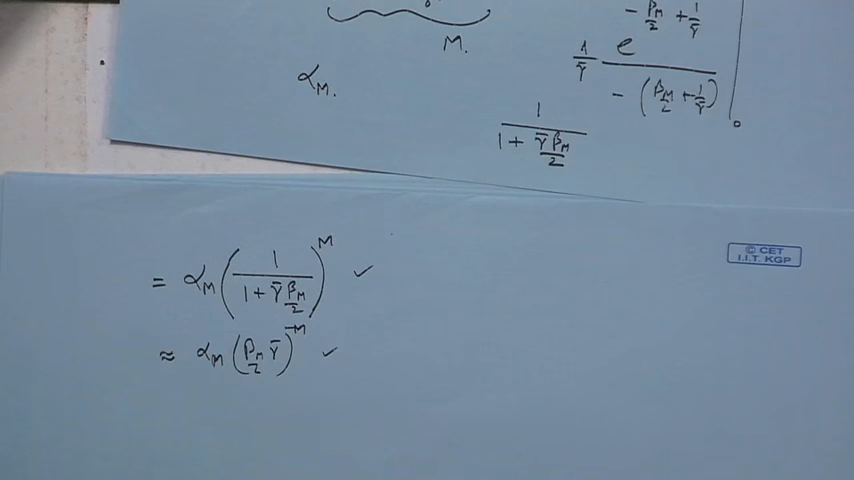 M.
α_M.
- β_M/2 + 1/γ̄
1/γ̄ e / -(β_M/2 + 1/γ̄) |_0
1 / (1 + γ̄ β_M/2)
© CET
I.I.T. KGP
= α_M (1 / (1 + γ̄ β_M/2))^M ✓
≈ α_M (β_M/2 γ̄)^-M ✓